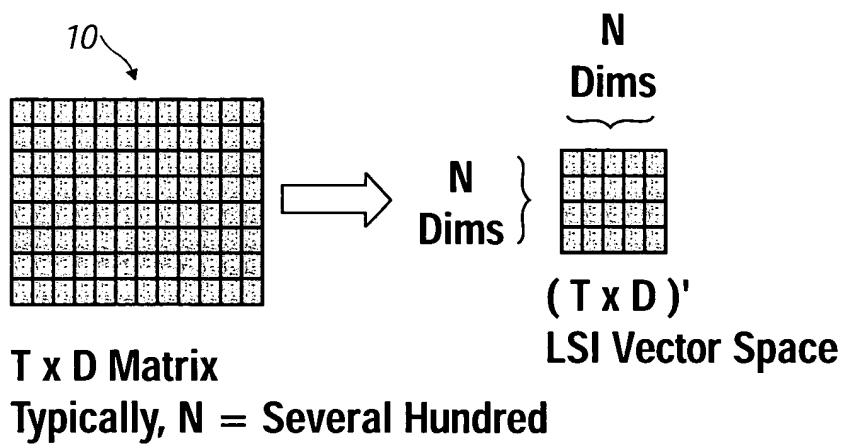 10
N
Dims
N
Dims
( T x D )'
LSI Vector Space
T x D Matrix
Typically, N = Several Hundred